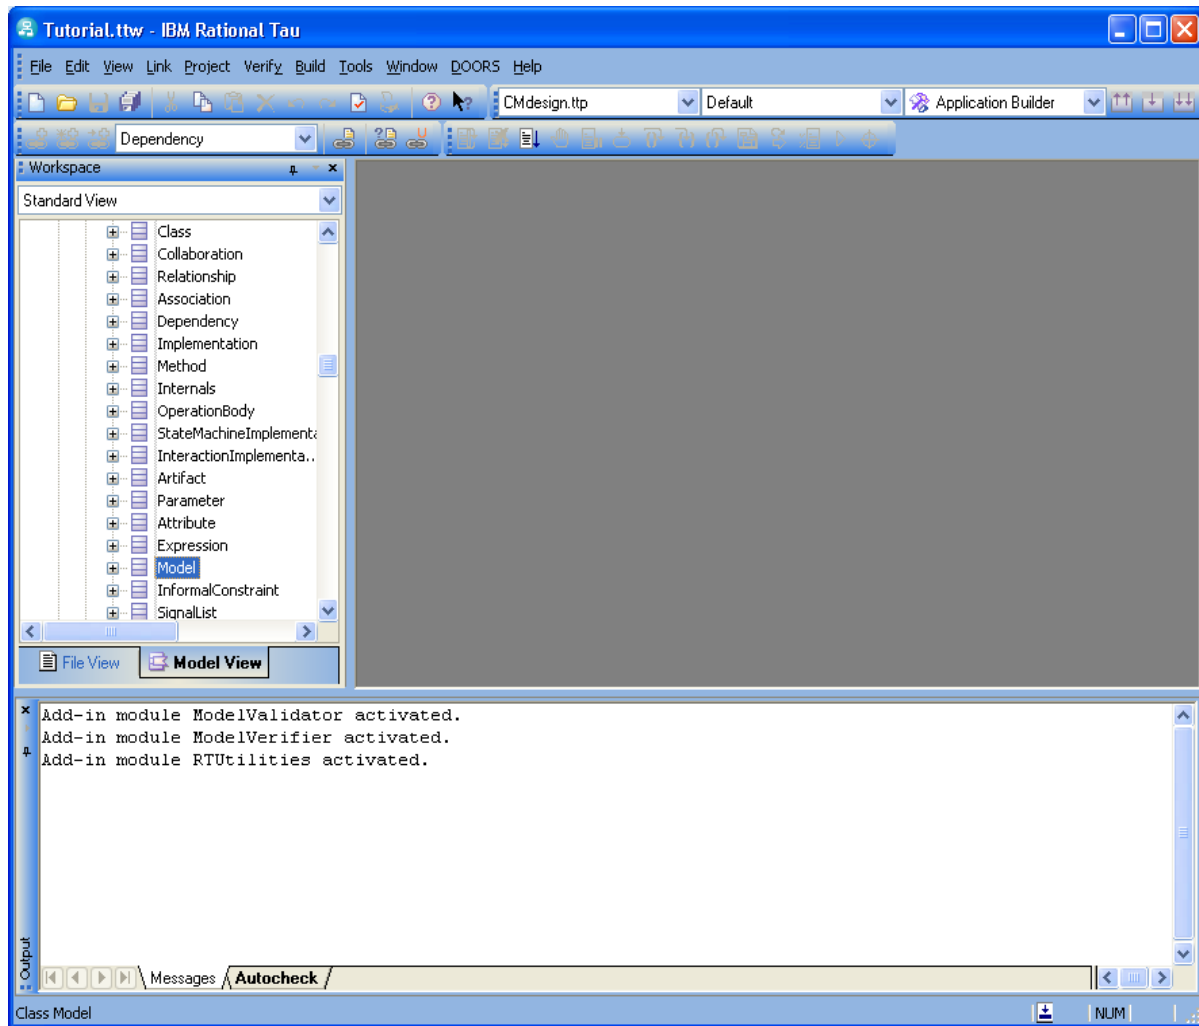 Tutorial.ttw - IBM Rational Tau
File Edit View Link Project Verify Build Tools Window DOORS Help
CMdesign.ttp Default Application Builder
Dependency
Workspace
Standard View
Class
Collaboration
Relationship
Association
Dependency
Implementation
Method
Internals
OperationBody
StateMachineImplementa
InteractionImplementa..
Artifact
Parameter
Attribute
Expression
Model
InformalConstraint
SignalList
File View Model View
Add-in module ModelValidator activated.
Add-in module ModelVerifier activated.
Add-in module RTUtilities activated.
Output
Messages Autocheck
Class Model NUM